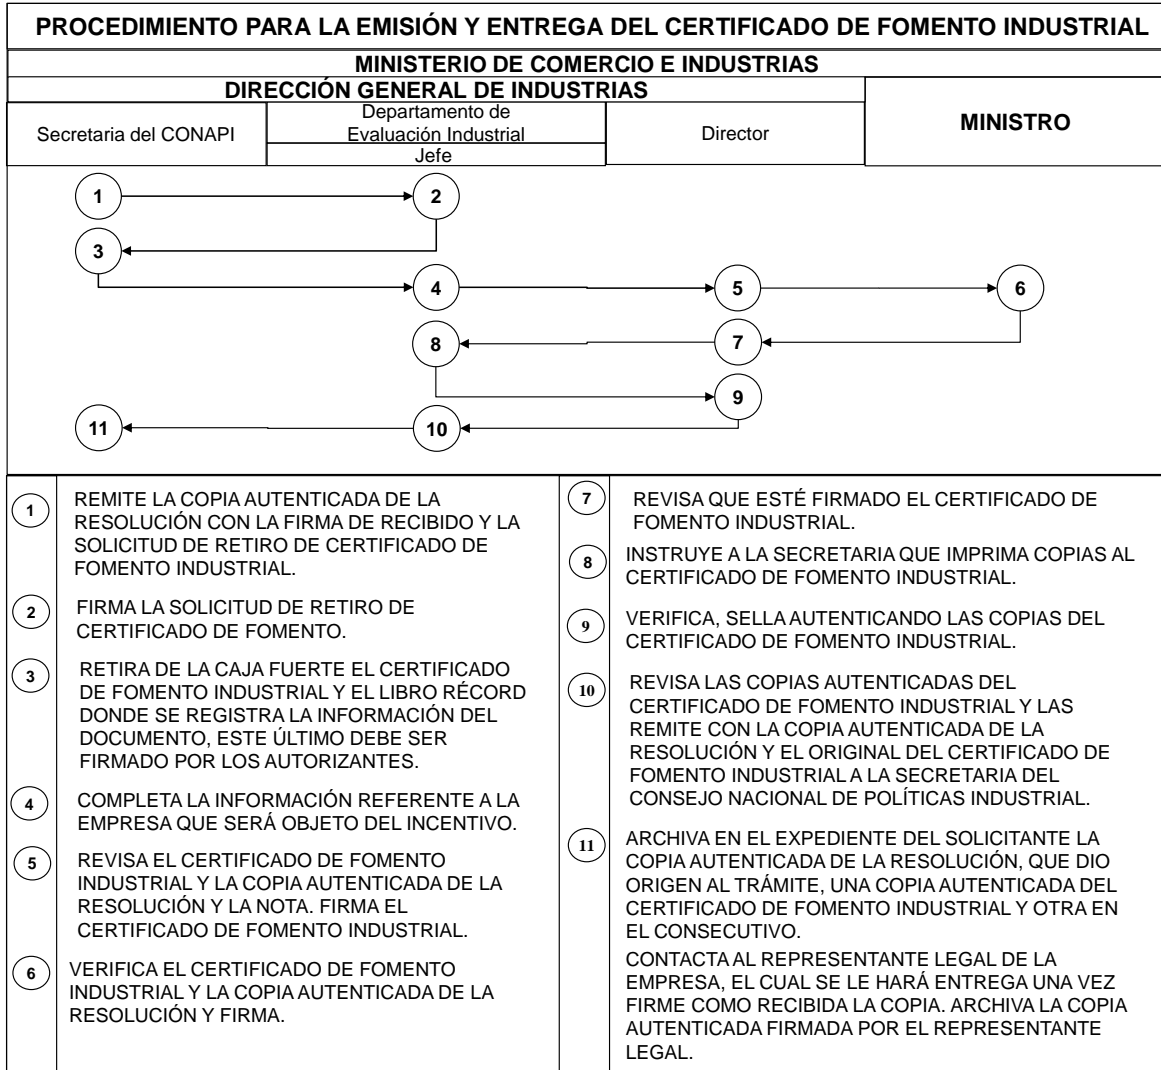 PROCEDIMIENTO PARA LA EMISIÓN Y ENTREGA DEL CERTIFICADO DE FOMENTO INDUSTRIAL
MINISTERIO DE COMERCIO E INDUSTRIAS
DIRECCIÓN GENERAL DE INDUSTRIAS
MINISTRO
Secretaria del CONAPI
Departamento de
Evaluación Industrial
Jefe
Director
1
2
3
4
5
6
8
7
9
11
10
1
REMITE LA COPIA AUTENTICADA DE LA
RESOLUCIÓN CON LA FIRMA DE RECIBIDO Y LA
SOLICITUD DE RETIRO DE CERTIFICADO DE
FOMENTO INDUSTRIAL.
2
FIRMA LA SOLICITUD DE RETIRO DE
CERTIFICADO DE FOMENTO.
3
RETIRA DE LA CAJA FUERTE EL CERTIFICADO
DE FOMENTO INDUSTRIAL Y EL LIBRO RÉCORD
DONDE SE REGISTRA LA INFORMACIÓN DEL
DOCUMENTO, ESTE ÚLTIMO DEBE SER
FIRMADO POR LOS AUTORIZANTES.
4
COMPLETA LA INFORMACIÓN REFERENTE A LA
EMPRESA QUE SERÁ OBJETO DEL INCENTIVO.
5
REVISA EL CERTIFICADO DE FOMENTO
INDUSTRIAL Y LA COPIA AUTENTICADA DE LA
RESOLUCIÓN Y LA NOTA. FIRMA EL
CERTIFICADO DE FOMENTO INDUSTRIAL.
6
VERIFICA EL CERTIFICADO DE FOMENTO
INDUSTRIAL Y LA COPIA AUTENTICADA DE LA
RESOLUCIÓN Y FIRMA.
7
REVISA QUE ESTÉ FIRMADO EL CERTIFICADO DE
FOMENTO INDUSTRIAL.
8
INSTRUYE A LA SECRETARIA QUE IMPRIMA COPIAS AL
CERTIFICADO DE FOMENTO INDUSTRIAL.
9
VERIFICA, SELLA AUTENTICANDO LAS COPIAS DEL
CERTIFICADO DE FOMENTO INDUSTRIAL.
10
REVISA LAS COPIAS AUTENTICADAS DEL
CERTIFICADO DE FOMENTO INDUSTRIAL Y LAS
REMITE CON LA COPIA AUTENTICADA DE LA
RESOLUCIÓN Y EL ORIGINAL DEL CERTIFICADO DE
FOMENTO INDUSTRIAL A LA SECRETARIA DEL
CONSEJO NACIONAL DE POLÍTICAS INDUSTRIAL.
11
ARCHIVA EN EL EXPEDIENTE DEL SOLICITANTE LA
COPIA AUTENTICADA DE LA RESOLUCIÓN, QUE DIO
ORIGEN AL TRÁMITE, UNA COPIA AUTENTICADA DEL
CERTIFICADO DE FOMENTO INDUSTRIAL Y OTRA EN
EL CONSECUTIVO.
CONTACTA AL REPRESENTANTE LEGAL DE LA
EMPRESA, EL CUAL SE LE HARÁ ENTREGA UNA VEZ
FIRME COMO RECIBIDA LA COPIA. ARCHIVA LA COPIA
AUTENTICADA FIRMADA POR EL REPRESENTANTE
LEGAL.